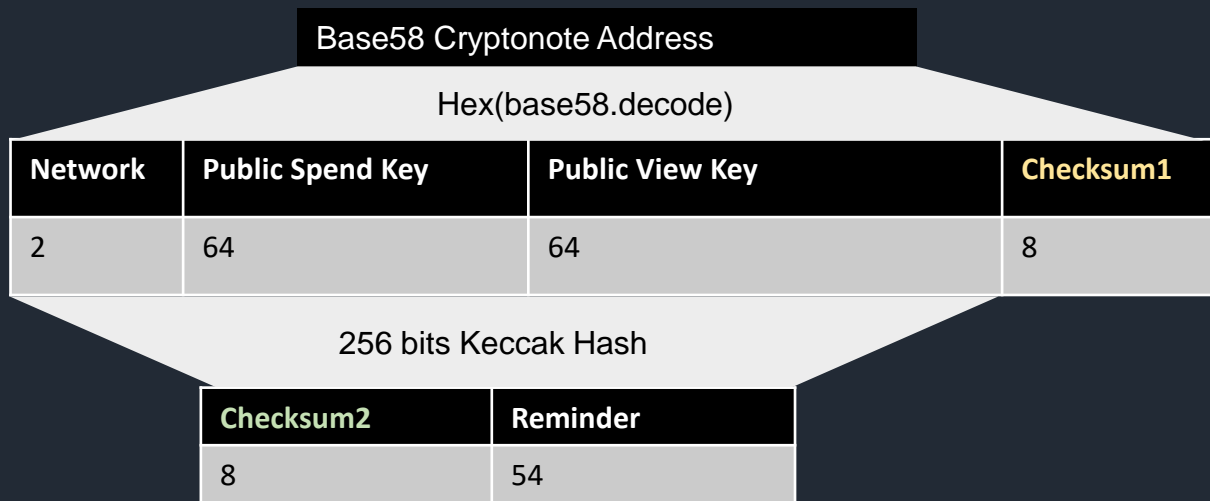 Base58 Cryptonote Address
Hex(base58.decode)
Network Public Spend Key Public View Key Checksum1
2 64 64 8
256 bits Keccak Hash
Checksum2 Reminder
8 54